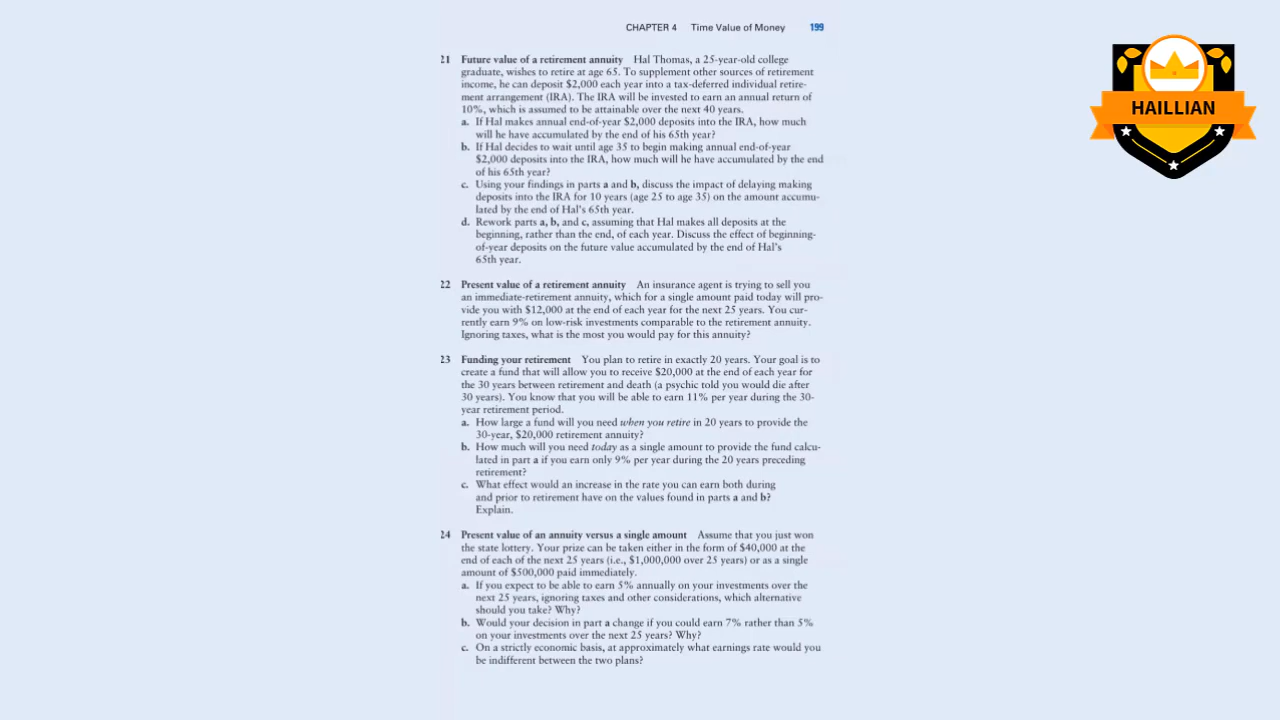 CHAPTER 4 Time Value of Money 199
21 Future value of a retirement annuity Hal Thomas, a 25-year-old college
graduate, wishes to retire at age 65. To supplement other sources of retirement
income, he can deposit $2,000 each year into a tax-deferred individual retire-
ment arrangement (IRA). The IRA will be invested to earn an annual return of
10%, which is assumed to be attainable over the next 40 years.
a. If Hal makes annual end-of-year $2,000 deposits into the IRA, how much
will he have accumulated by the end of his 65th year?
b. If Hal decides to wait until age 35 to begin making annual end-of-year
$2,000 deposits into the IRA, how much will he have accumulated by the end
of his 65th year?
c. Using your findings in parts a and b, discuss the impact of delaying making
deposits into the IRA for 10 years (age 25 to age 35) on the amount accumu-
lated by the end of Hal's 65th year.
d. Rework parts a, b, and c, assuming that Hal makes all deposits at the
beginning, rather than the end, of each year. Discuss the effect of beginning-
of-year deposits on the future value accumulated by the end of Hal's
65th year.
22 Present value of a retirement annuity An insurance agent is trying to sell you
an immediate-retirement annuity, which for a single amount paid today will pro-
vide you with $12,000 at the end of each year for the next 25 years. You cur-
rently earn 9% on low-risk investments comparable to the retirement annuity.
Ignoring taxes, what is the most you would pay for this annuity?
23 Funding your retirement You plan to retire in exactly 20 years. Your goal is to
create a fund that will allow you to receive $20,000 at the end of each year for
the 30 years between retirement and death (a psychic told you would die after
30 years). You know that you will be able to earn 11% per year during the 30-
year retirement period.
a. How large a fund will you need when you retire in 20 years to provide the
30-year, $20,000 retirement annuity?
b. How much will you need today as a single amount to provide the fund calcu-
lated in part a if you earn only 9% per year during the 20 years preceding
retirement?
c. What effect would an increase in the rate you can earn both during
and prior to retirement have on the values found in parts a and b?
Explain.
24 Present value of an annuity versus a single amount Assume that you just won
the state lottery. Your prize can be taken either in the form of $40,000 at the
end of each of the next 25 years (i.e., $1,000,000 over 25 years) or as a single
amount of $500,000 paid immediately.
a. If you expect to be able to earn 5% annually on your investments over the
next 25 years, ignoring taxes and other considerations, which alternative
should you take? Why?
b. Would your decision in part a change if you could earn 7% rather than 5%
on your investments over the next 25 years? Why?
c. On a strictly economic basis, at approximately what earnings rate would you
be indifferent between the two plans?
HAILLIAN